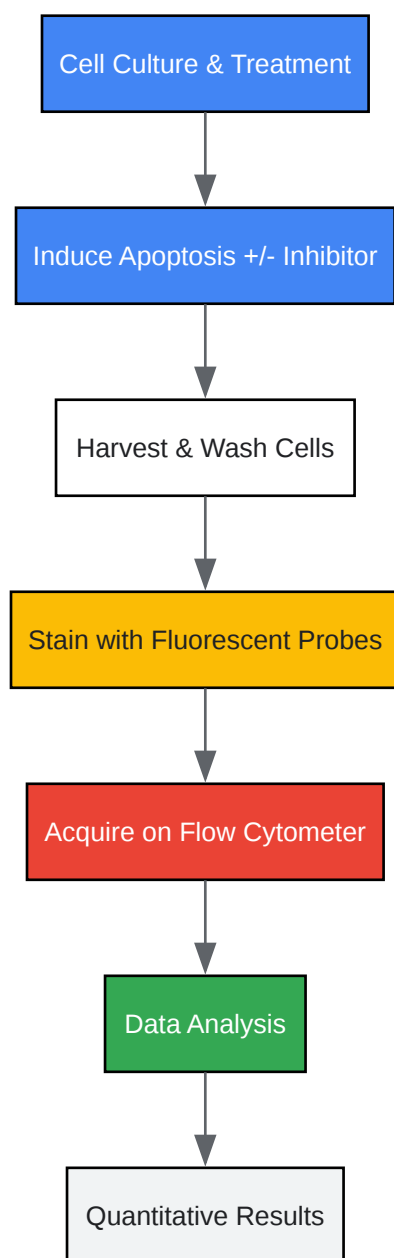 Cell Culture & Treatment
Induce Apoptosis +/- Inhibitor
Harvest & Wash Cells
Stain with Fluorescent Probes
Acquire on Flow Cytometer
Data Analysis
Quantitative Results